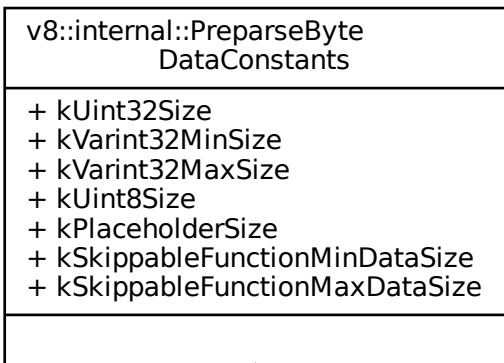 v8::internal::PreparseByte
DataConstants
+ kUint32Size
+ kVarint32MinSize
+ kVarint32MaxSize
+ kUint8Size
+ kPlaceholderSize
+ kSkippableFunctionMinDataSize
+ kSkippableFunctionMaxDataSize